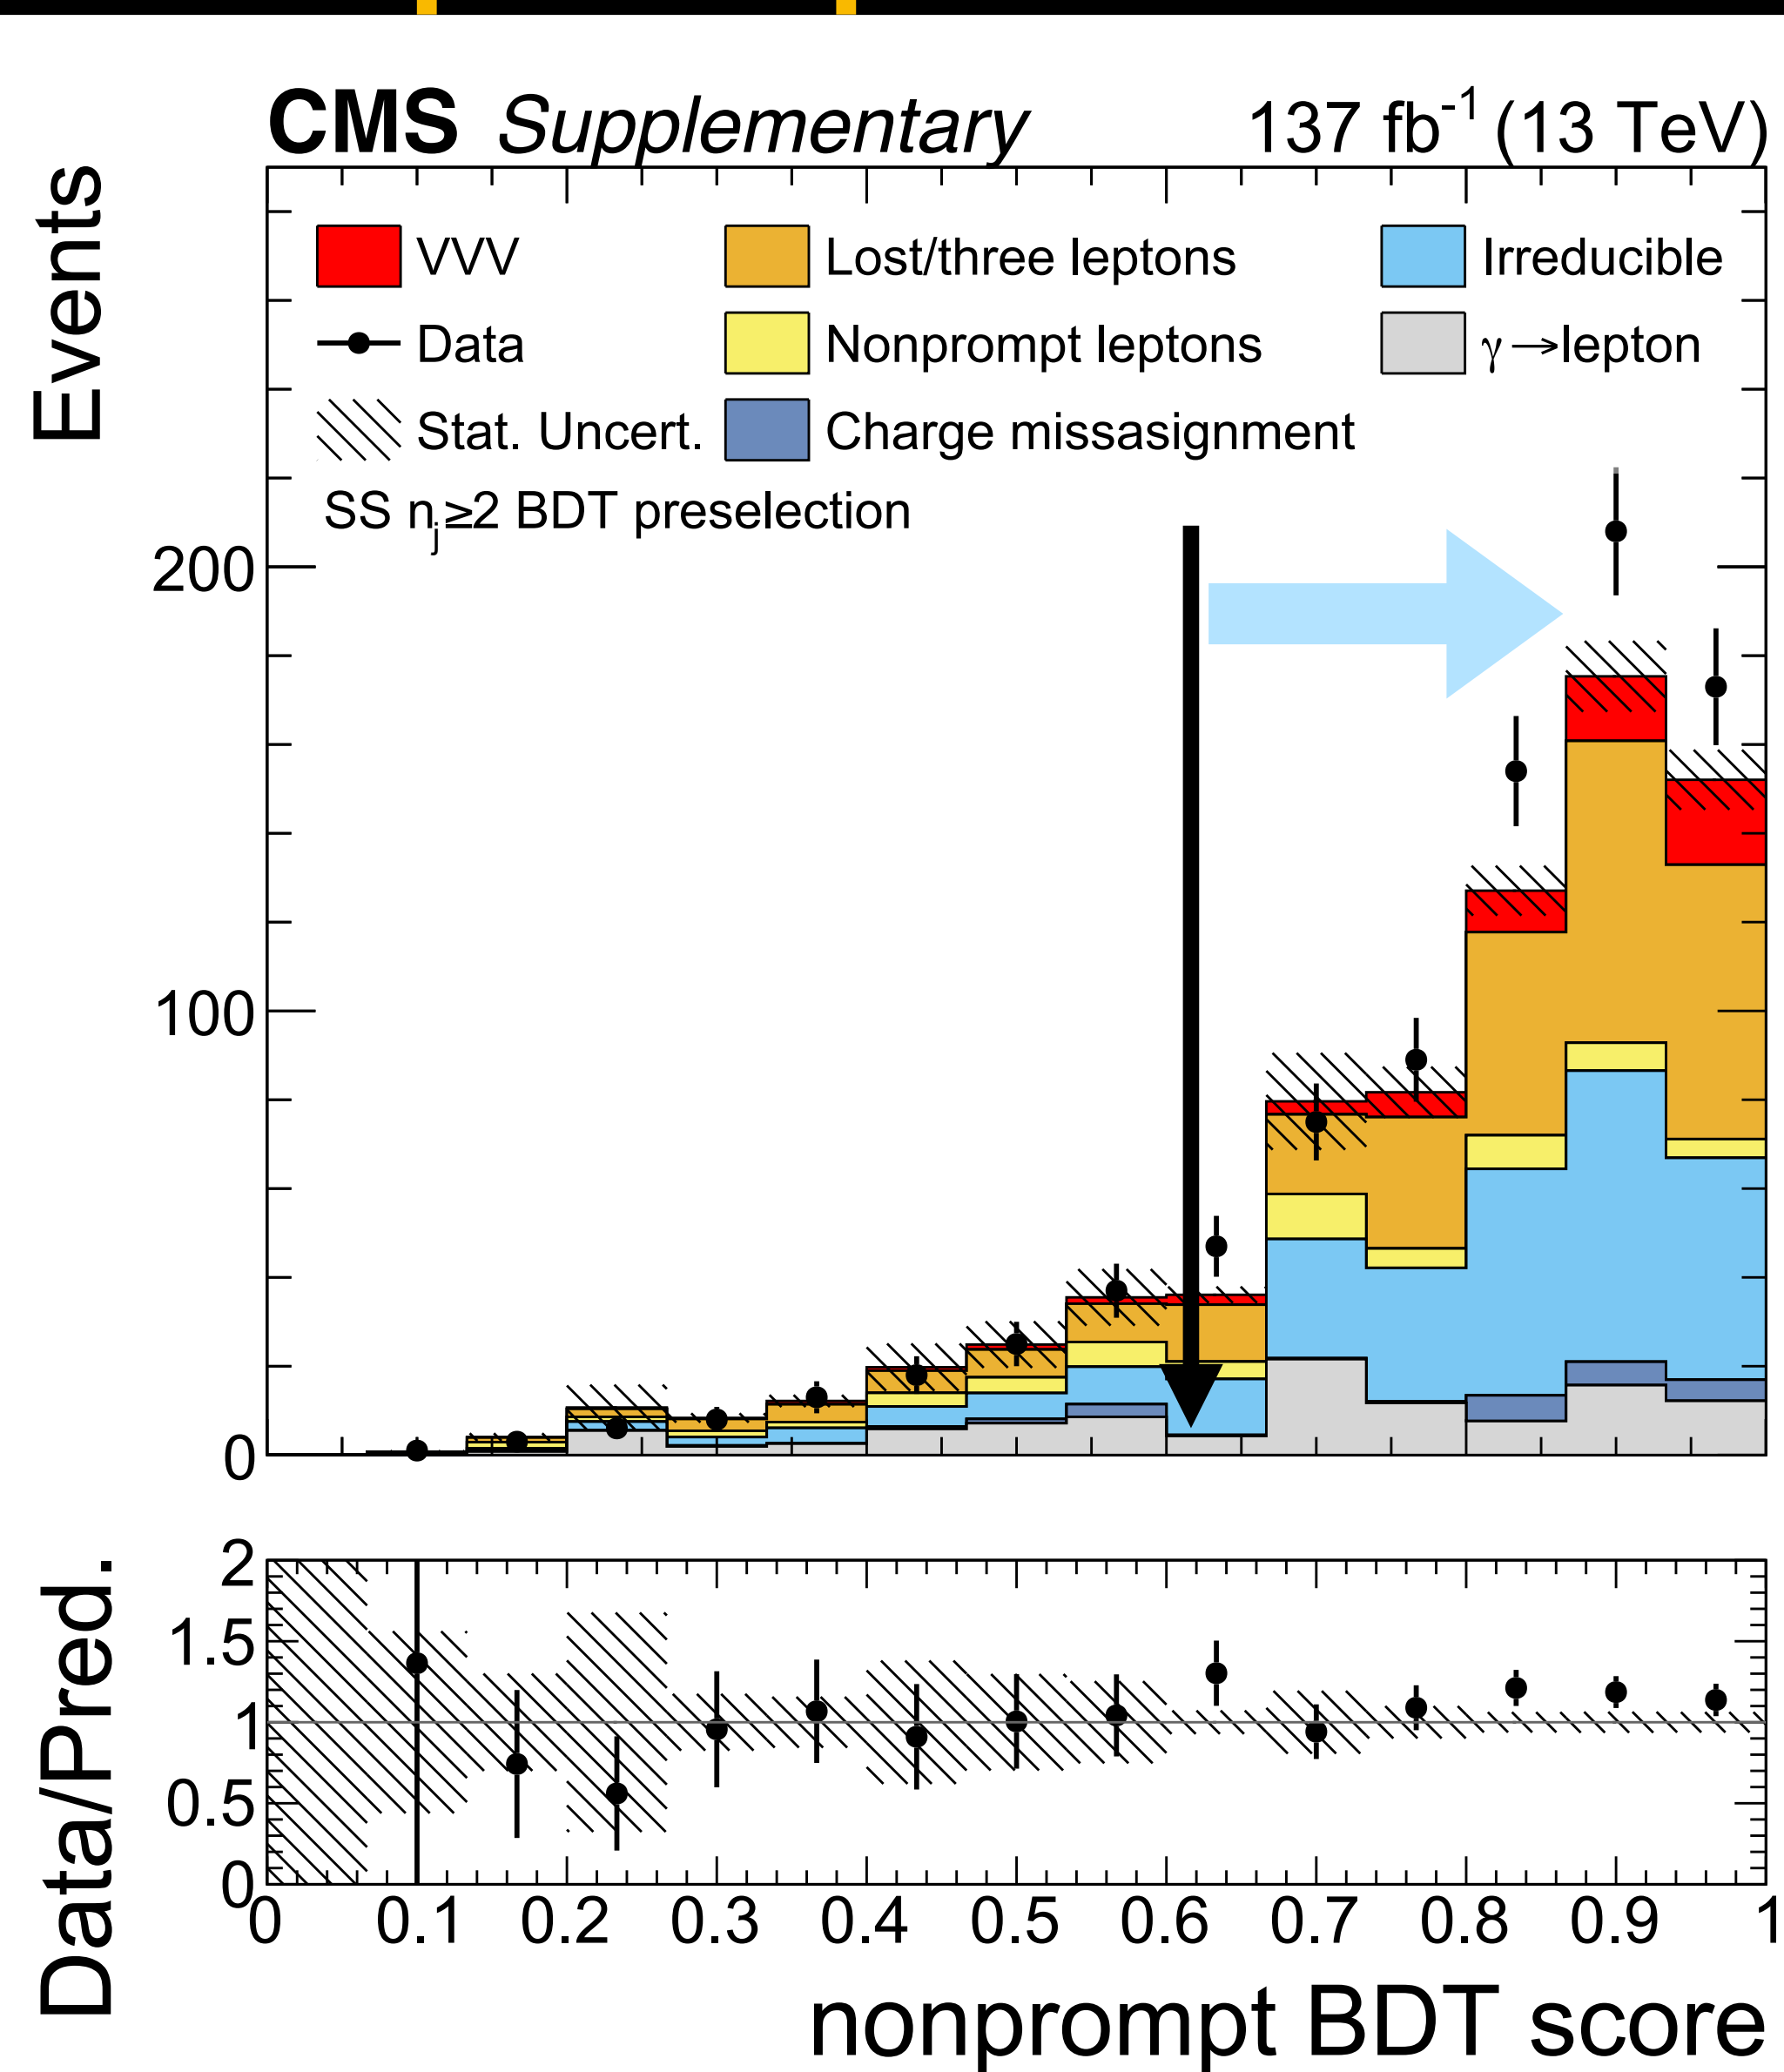 CMS Supplementary 137 fb⁻¹ (13 TeV)
Events
VVV
Lost/three leptons
Irreducible
Data
Nonprompt leptons
γ→lepton
Stat. Uncert.
Charge missasignment
SS nⱼ≥2 BDT preselection
200
100
0
Data/Pred.
2
1.5
1
0.5
0
0 0.1 0.2 0.3 0.4 0.5 0.6 0.7 0.8 0.9 1
nonprompt BDT score